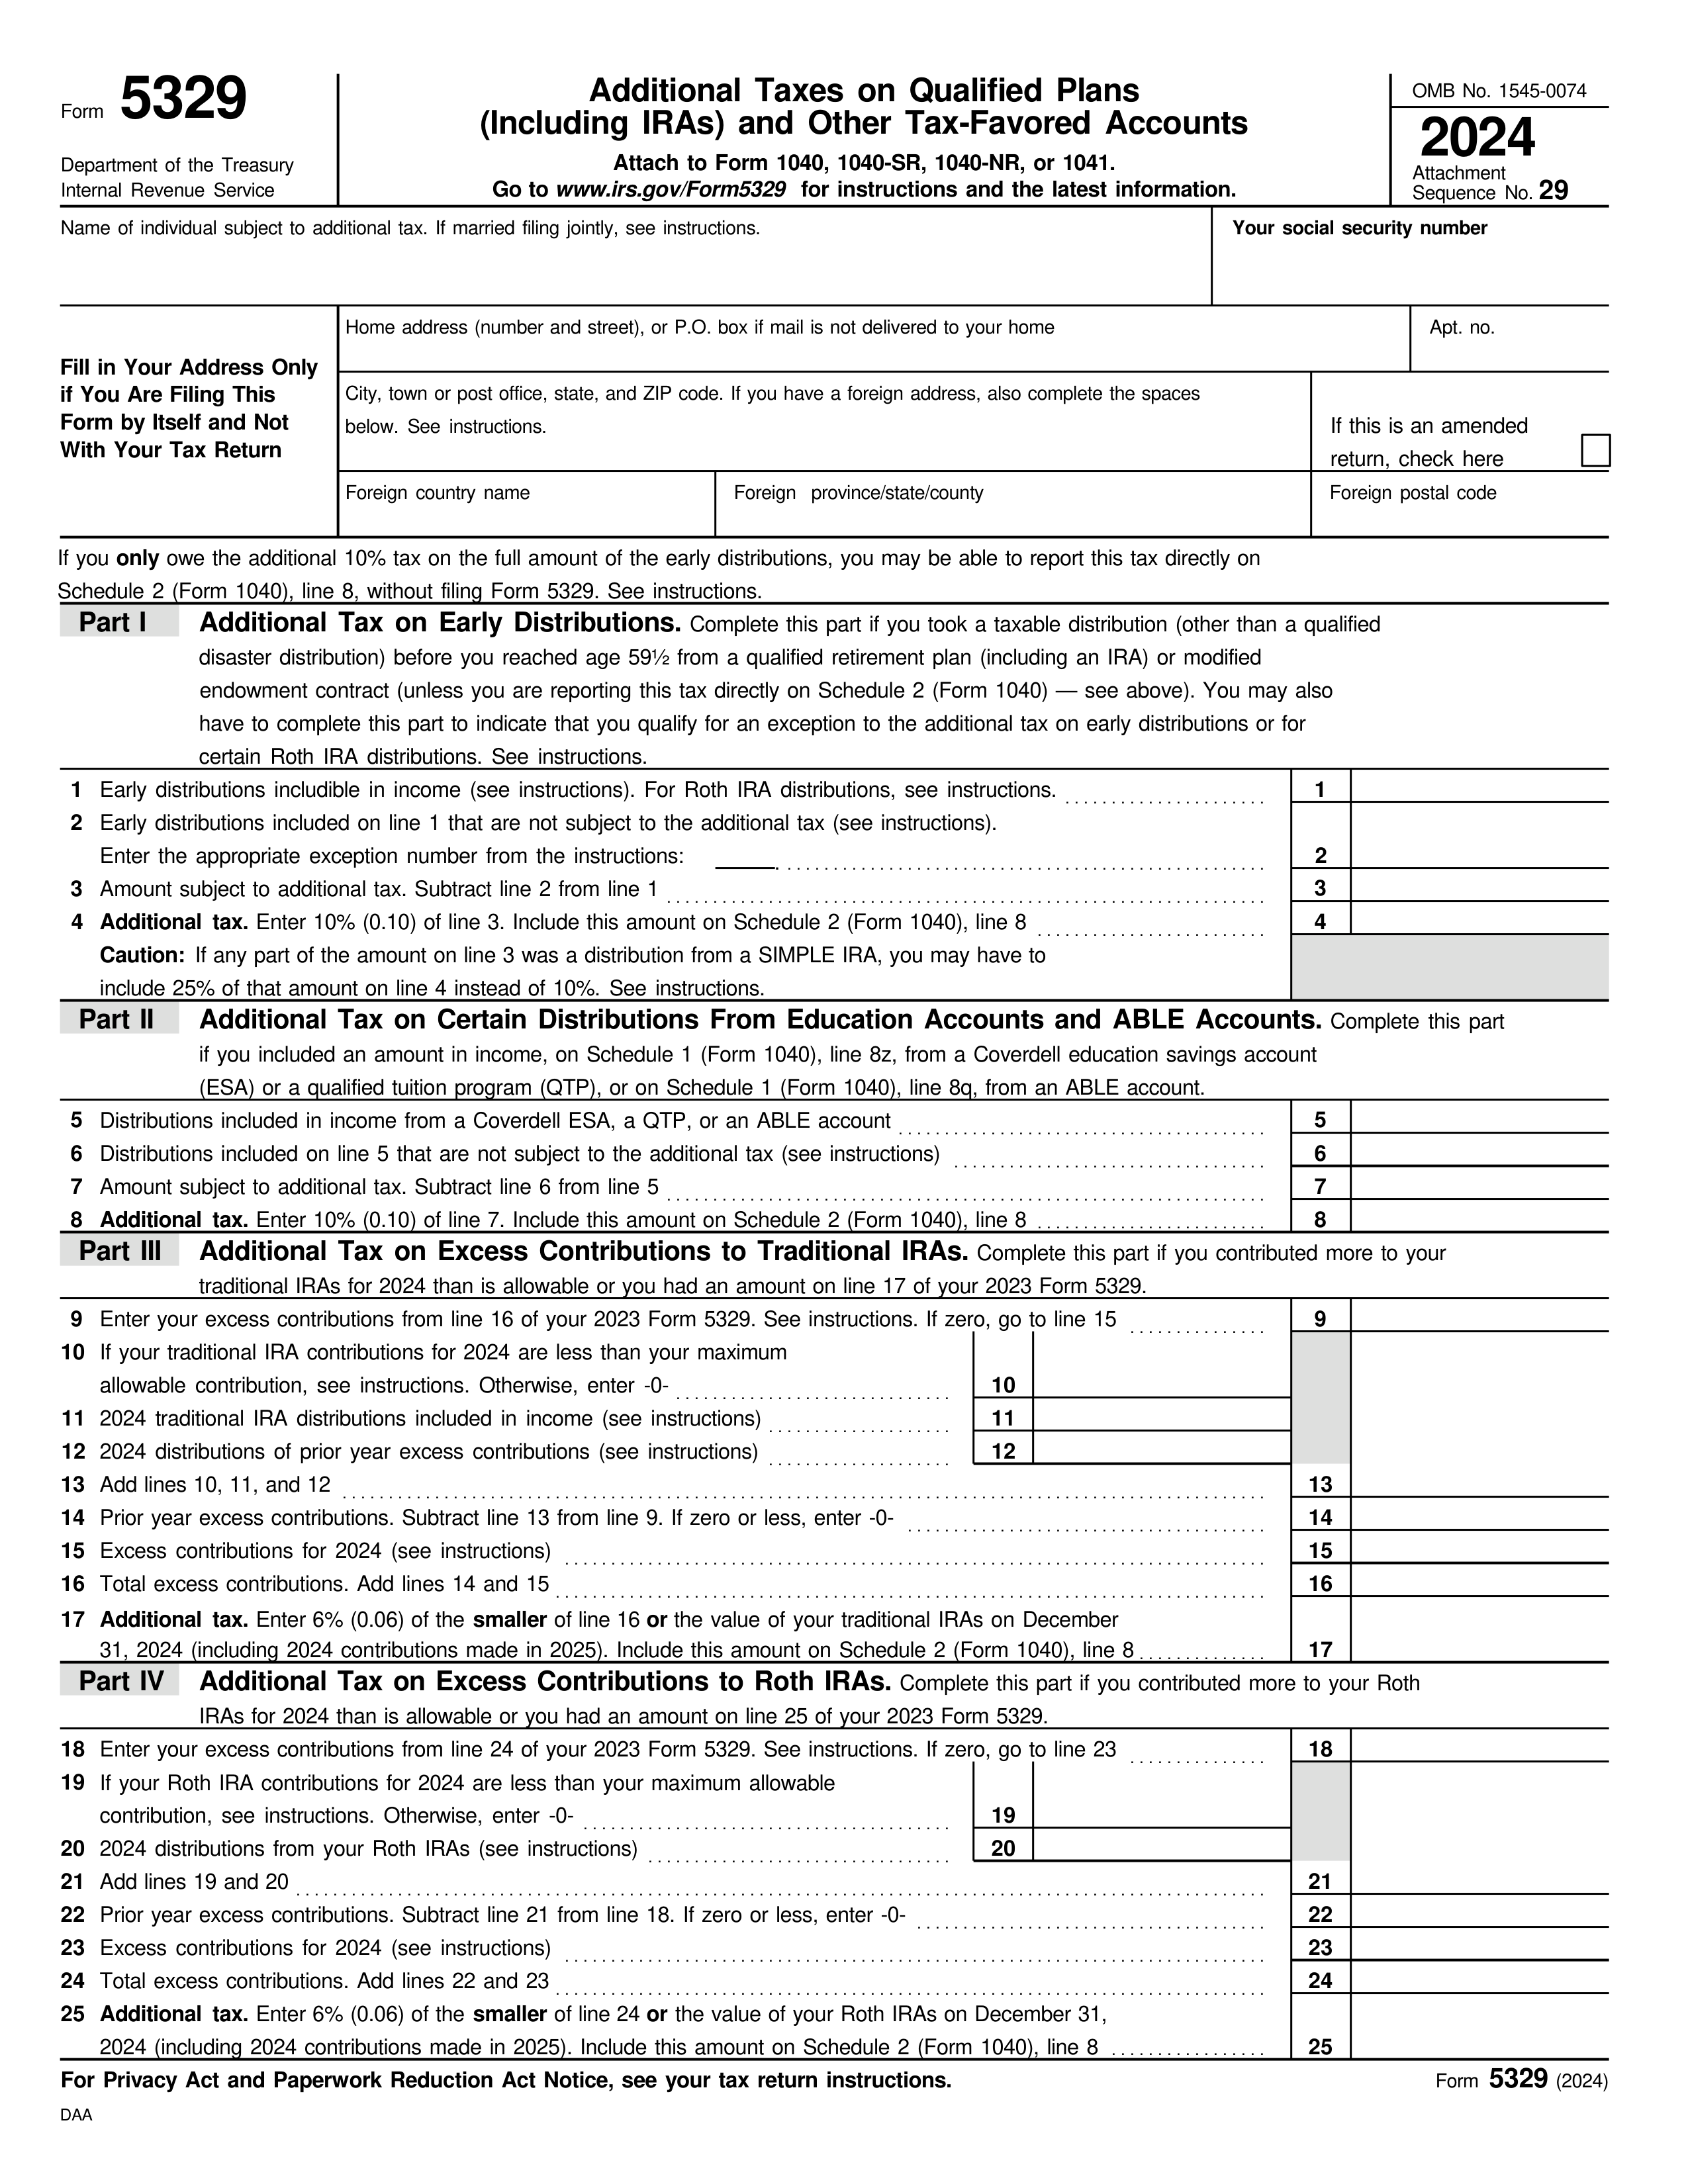 Form 5329
Department of the Treasury
Internal Revenue Service
Additional Taxes on Qualified Plans
(Including IRAs) and Other Tax-Favored Accounts
Attach to Form 1040, 1040-SR, 1040-NR, or 1041.
Go to www.irs.gov/Form5329 for instructions and the latest information.
OMB No. 1545-0074
2024
Attachment
Sequence No. 29
Name of individual subject to additional tax. If married filing jointly, see instructions.
Your social security number
Fill in Your Address Only
if You Are Filing This
Form by Itself and Not
With Your Tax Return
Home address (number and street), or P.O. box if mail is not delivered to your home
Apt. no.
City, town or post office, state, and ZIP code. If you have a foreign address, also complete the spaces
below. See instructions.
If this is an amended
return, check here
Foreign country name
Foreign province/state/county
Foreign postal code
If you only owe the additional 10% tax on the full amount of the early distributions, you may be able to report this tax directly on
Schedule 2 (Form 1040), line 8, without filing Form 5329. See instructions.
Part I Additional Tax on Early Distributions. Complete this part if you took a taxable distribution (other than a qualified
disaster distribution) before you reached age 59½ from a qualified retirement plan (including an IRA) or modified
endowment contract (unless you are reporting this tax directly on Schedule 2 (Form 1040) — see above). You may also
have to complete this part to indicate that you qualify for an exception to the additional tax on early distributions or for
certain Roth IRA distributions. See instructions.
1 Early distributions includible in income (see instructions). For Roth IRA distributions, see instructions. 1
2 Early distributions included on line 1 that are not subject to the additional tax (see instructions).
Enter the appropriate exception number from the instructions: 2
3 Amount subject to additional tax. Subtract line 2 from line 1 3
4 Additional tax. Enter 10% (0.10) of line 3. Include this amount on Schedule 2 (Form 1040), line 8 4
Caution: If any part of the amount on line 3 was a distribution from a SIMPLE IRA, you may have to
include 25% of that amount on line 4 instead of 10%. See instructions.
Part II Additional Tax on Certain Distributions From Education Accounts and ABLE Accounts. Complete this part
if you included an amount in income, on Schedule 1 (Form 1040), line 8z, from a Coverdell education savings account
(ESA) or a qualified tuition program (QTP), or on Schedule 1 (Form 1040), line 8q, from an ABLE account.
5 Distributions included in income from a Coverdell ESA, a QTP, or an ABLE account 5
6 Distributions included on line 5 that are not subject to the additional tax (see instructions) 6
7 Amount subject to additional tax. Subtract line 6 from line 5 7
8 Additional tax. Enter 10% (0.10) of line 7. Include this amount on Schedule 2 (Form 1040), line 8 8
Part III Additional Tax on Excess Contributions to Traditional IRAs. Complete this part if you contributed more to your
traditional IRAs for 2024 than is allowable or you had an amount on line 17 of your 2023 Form 5329.
9 Enter your excess contributions from line 16 of your 2023 Form 5329. See instructions. If zero, go to line 15 9
10 If your traditional IRA contributions for 2024 are less than your maximum
allowable contribution, see instructions. Otherwise, enter -0- 10
11 2024 traditional IRA distributions included in income (see instructions) 11
12 2024 distributions of prior year excess contributions (see instructions) 12
13 Add lines 10, 11, and 12 13
14 Prior year excess contributions. Subtract line 13 from line 9. If zero or less, enter -0- 14
15 Excess contributions for 2024 (see instructions) 15
16 Total excess contributions. Add lines 14 and 15 16
17 Additional tax. Enter 6% (0.06) of the smaller of line 16 or the value of your traditional IRAs on December
31, 2024 (including 2024 contributions made in 2025). Include this amount on Schedule 2 (Form 1040), line 8 17
Part IV Additional Tax on Excess Contributions to Roth IRAs. Complete this part if you contributed more to your Roth
IRAs for 2024 than is allowable or you had an amount on line 25 of your 2023 Form 5329.
18 Enter your excess contributions from line 24 of your 2023 Form 5329. See instructions. If zero, go to line 23 18
19 If your Roth IRA contributions for 2024 are less than your maximum allowable
contribution, see instructions. Otherwise, enter -0- 19
20 2024 distributions from your Roth IRAs (see instructions) 20
21 Add lines 19 and 20 21
22 Prior year excess contributions. Subtract line 21 from line 18. If zero or less, enter -0- 22
23 Excess contributions for 2024 (see instructions) 23
24 Total excess contributions. Add lines 22 and 23 24
25 Additional tax. Enter 6% (0.06) of the smaller of line 24 or the value of your Roth IRAs on December 31,
2024 (including 2024 contributions made in 2025). Include this amount on Schedule 2 (Form 1040), line 8 25
For Privacy Act and Paperwork Reduction Act Notice, see your tax return instructions.
Form 5329 (2024)
DAA